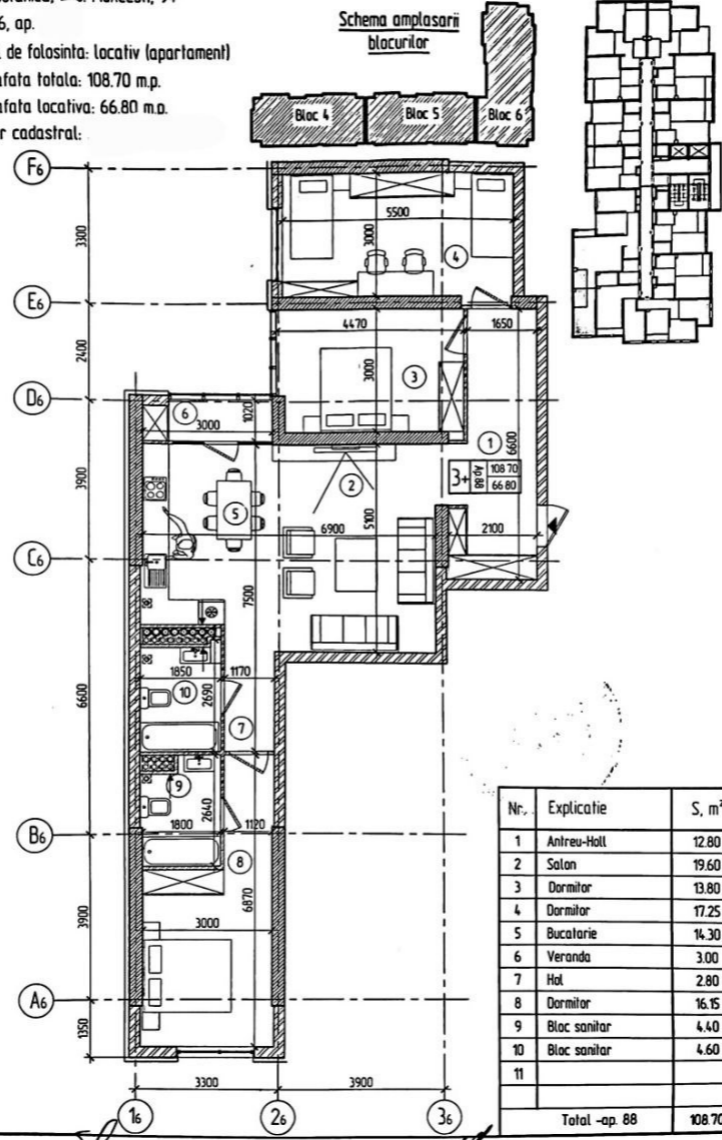 6, ap.
de folosinta: locativ (apartament)
afata totala: 108.70 m.p.
afata locativa: 66.80 m.p.
r cadastral:
Schema amplasarii
blocurilor
Bloc 4
Bloc 5
Bloc 6
F6
3300
5500
3000
4
E6
4470
1650
2400
3000
3
D6
6
3000
1020
1
6600
3+
Ap 88
108 70
66 80
2
3900
5
6900
5100
2100
C6
7500
1850
1170
10
2690
6600
7
9
2640
1800
1120
B6
8
6870
3900
3000
A6
1350
3300
3900
16
26
36
Nr. Explicatie S, m²
1 Antreu-Holl 12.80
2 Salon 19.60
3 Dormitor 13.80
4 Dormitor 17.25
5 Bucatarie 14.30
6 Veranda 3.00
7 Hol 2.80
8 Dormitor 16.15
9 Bloc sanitar 4.40
10 Bloc sanitar 4.60
11
Total -ap. 88 108.70